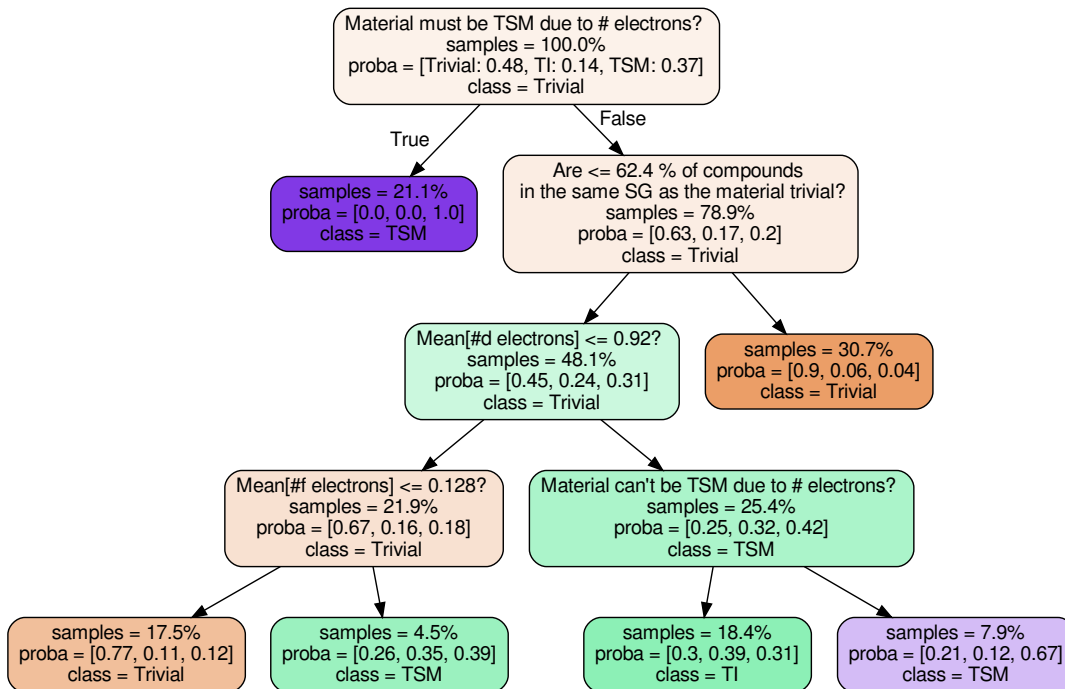 Material must be TSM due to # electrons?
samples = 100.0%
proba = [Trivial: 0.48, TI: 0.14, TSM: 0.37]
class = Trivial
True
False
samples = 21.1%
proba = [0.0, 0.0, 1.0]
class = TSM
Are <= 62.4 % of compounds
in the same SG as the material trivial?
samples = 78.9%
proba = [0.63, 0.17, 0.2]
class = Trivial
Mean[#d electrons] <= 0.92?
samples = 48.1%
proba = [0.45, 0.24, 0.31]
class = Trivial
samples = 30.7%
proba = [0.9, 0.06, 0.04]
class = Trivial
Mean[#f electrons] <= 0.128?
samples = 21.9%
proba = [0.67, 0.16, 0.18]
class = Trivial
Material can't be TSM due to # electrons?
samples = 25.4%
proba = [0.25, 0.32, 0.42]
class = TSM
samples = 17.5%
proba = [0.77, 0.11, 0.12]
class = Trivial
samples = 4.5%
proba = [0.26, 0.35, 0.39]
class = TSM
samples = 18.4%
proba = [0.3, 0.39, 0.31]
class = TI
samples = 7.9%
proba = [0.21, 0.12, 0.67]
class = TSM